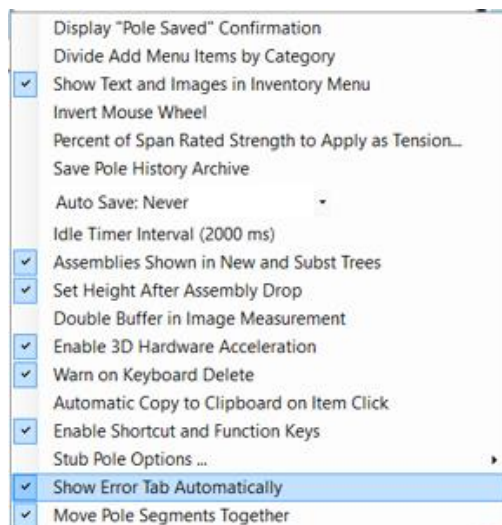 Display "Pole Saved" Confirmation
Divide Add Menu Items by Category
Show Text and Images in Inventory Menu
Invert Mouse Wheel
Percent of Span Rated Strength to Apply as Tension...
Save Pole History Archive
Auto Save: Never
Idle Timer Interval (2000 ms)
Assemblies Shown in New and Subst Trees
Set Height After Assembly Drop
Double Buffer in Image Measurement
Enable 3D Hardware Acceleration
Warn on Keyboard Delete
Automatic Copy to Clipboard on Item Click
Enable Shortcut and Function Keys
Stub Pole Options ...
Show Error Tab Automatically
Move Pole Segments Together